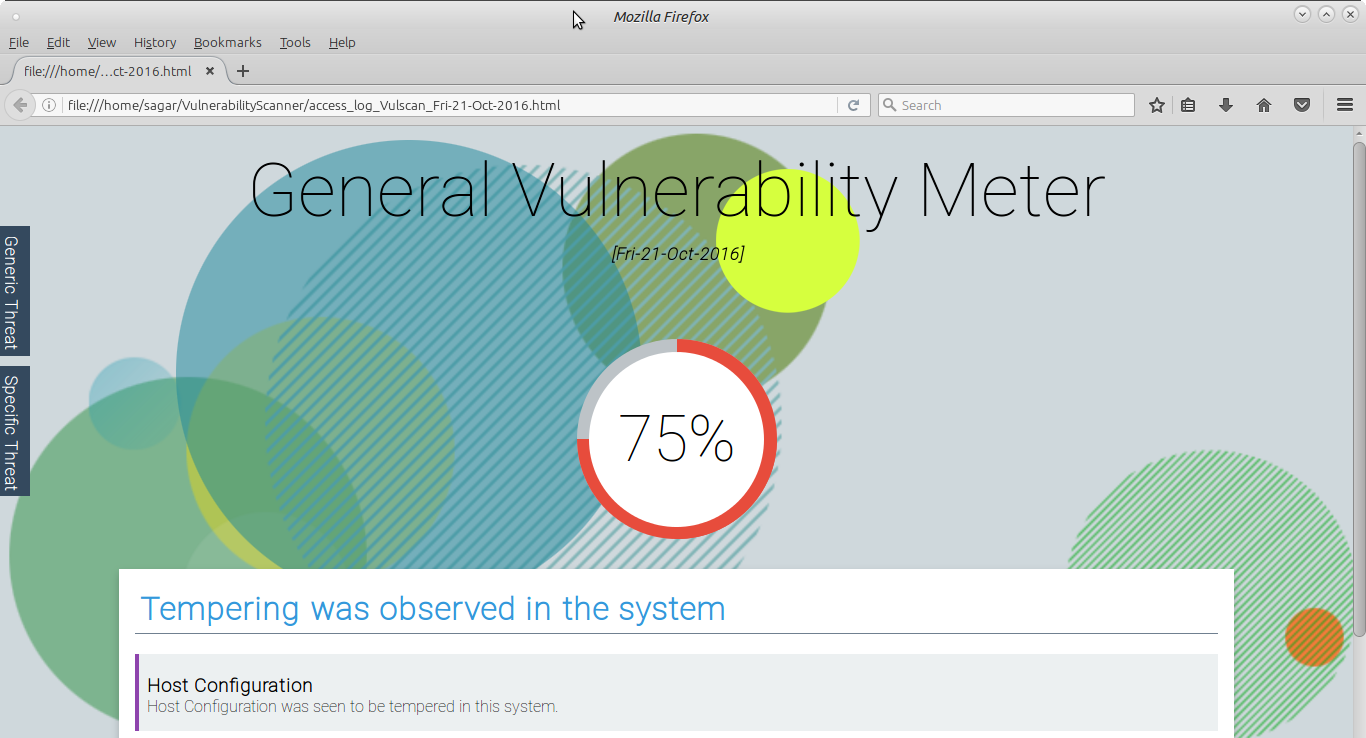 Mozilla Firefox
File Edit View History Bookmarks Tools Help
file:///home/...ct-2016.html
file:///home/sagar/VulnerabilityScanner/access_log_Vulscan_Fri-21-Oct-2016.html
Search
General Vulnerability Meter
[Fri-21-Oct-2016]
Generic Threat
Specific Threat
75%
Tempering was observed in the system
Host Configuration
Host Configuration was seen to be tempered in this system.